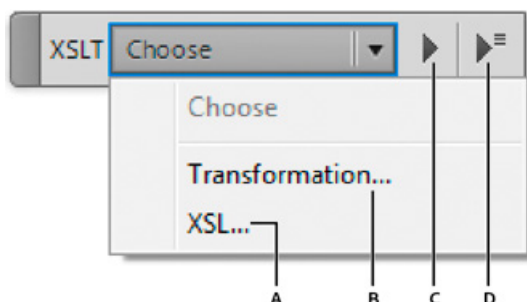 XSLT Choose
Choose
Transformation...
XSL...
A B C D